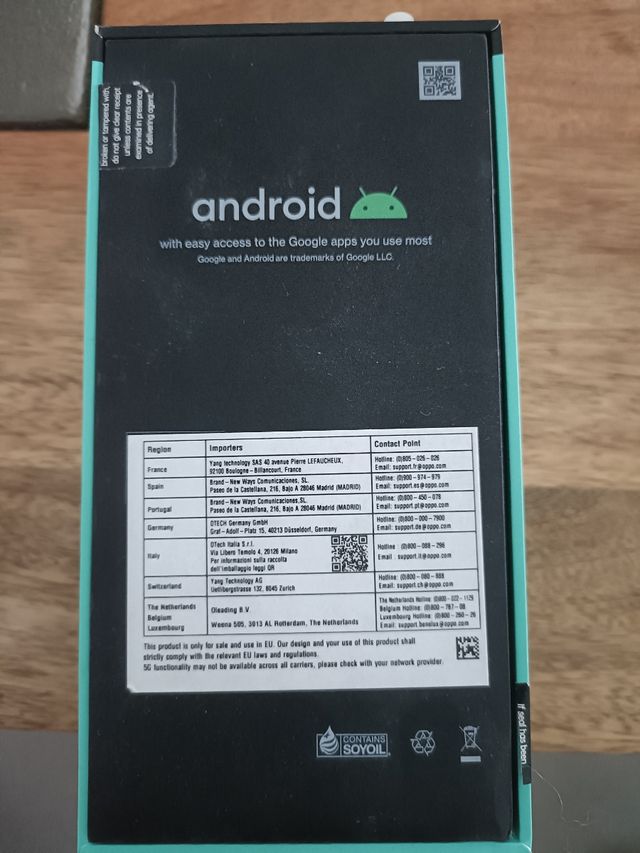 broken or tampered with,
do not give clear receipt
unless contents are
examined in presence
of delivering agent."
android
with easy access to the Google apps you use most
Google and Android are trademarks of Google LLC.
Region Importers Contact Point
France Yang technology SAS 40 avenue Pierre LEFAUCHEUX, 92100 Boulogne - Billancourt, France Hotline: (0)805 - 026 - 026 Email: support.fr@oppo.com
Spain Brand - New Ways Comunicaciones, SL. Paseo de la Castellana, 216, Bajo A 28046 Madrid (MADRID) Hotline: (0)900 - 974 - 979 Email: support.es@oppo.com
Portugal Brand - New Ways Comunicaciones,SL. Paseo de la Castellana, 216, Bajo A 28046 Madrid (MADRID) Hotline: (0)800 - 450 - 078 Email: support.pt@oppo.com
Germany OTECH Germany GmbH Graf - Adolf - Platz 15, 40213 Düsseldorf, Germany Hotline: (0)800 - 000 - 7900 Email: support.de@oppo.com
Italy OTech Italia S.r.l. Via Libero Temolo 4, 20126 Milano Per informazioni sulla raccolta dell'imballaggio leggi QR Hotline : (0)800 - 088 - 296 Email : support.it@oppo.com
Switzerland Yang Technology AG Uetlibergstrasse 132, 8045 Zurich Hotline: (0)800 - 080 - 888 Email: support.ch@oppo.com
The Netherlands Belgium Luxembourg Oleading B.V. Weena 505, 3013 AL Rotterdam, The Netherlands The Netherlands Hotline: (0)800 - 022 - 1129 Belgium Hotline: (0)800 - 787 - 08 Luxembourg Hotline: (0)800 - 260 - 26 Email: support.benelux@oppo.com
This product is only for sale and use in EU. Our design and your use of this product shall
strictly comply with the relevant EU laws and regulations.
5G functionality may not be available across all carriers, please check with your network provider.
CONTAINS
SOYOIL
If seal has been